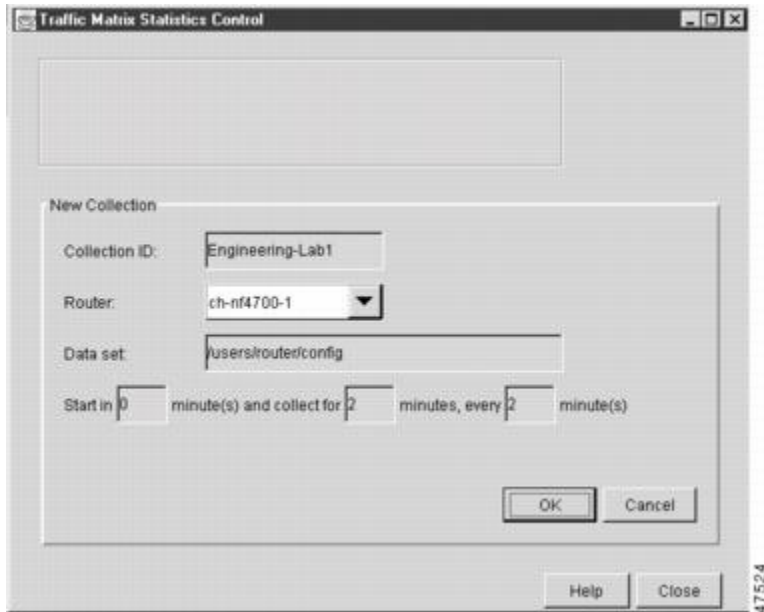 Traffic Matrix Statistics Control
New Collection
Collection ID: Engineering-Lab1
Router: ch-nf4700-1
Data set: /users/router/config
Start in 0 minute(s) and collect for 2 minutes, every 2 minute(s)
OK Cancel
Help Close
47524